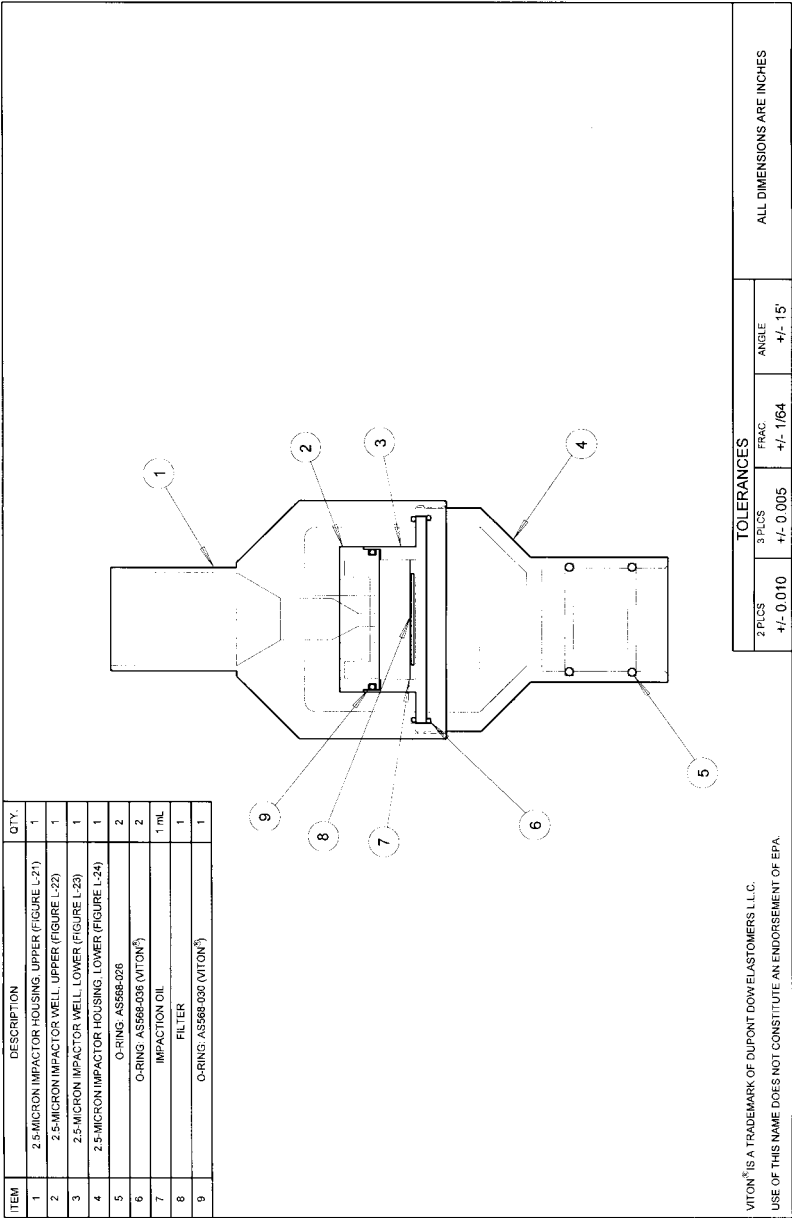 ITEM DESCRIPTION QTY.
1 2.5-MICRON IMPACTOR HOUSING, UPPER (FIGURE L-21) 1
2 2.5-MICRON IMPACTOR WELL, UPPER (FIGURE L-22) 1
3 2.5-MICRON IMPACTOR WELL, LOWER (FIGURE L-23) 1
4 2.5-MICRON IMPACTOR HOUSING, LOWER (FIGURE L-24) 1
5 O-RING: AS568-026 2
6 O-RING: AS568-036 (VITON®) 2
7 IMPACTION OIL 1 mL
8 FILTER 1
9 O-RING: AS568-030 (VITON®) 1
1
2
3
4
9
8
7
6
5
VITON® IS A TRADEMARK OF DUPONT DOW ELASTOMERS L.L.C.
USE OF THIS NAME DOES NOT CONSTITUTE AN ENDORSEMENT OF EPA.
TOLERANCES
2 PLCS 3 PLCS FRAC. ANGLE
+/- 0.010 +/- 0.005 +/- 1/64 +/- 15'
ALL DIMENSIONS ARE INCHES